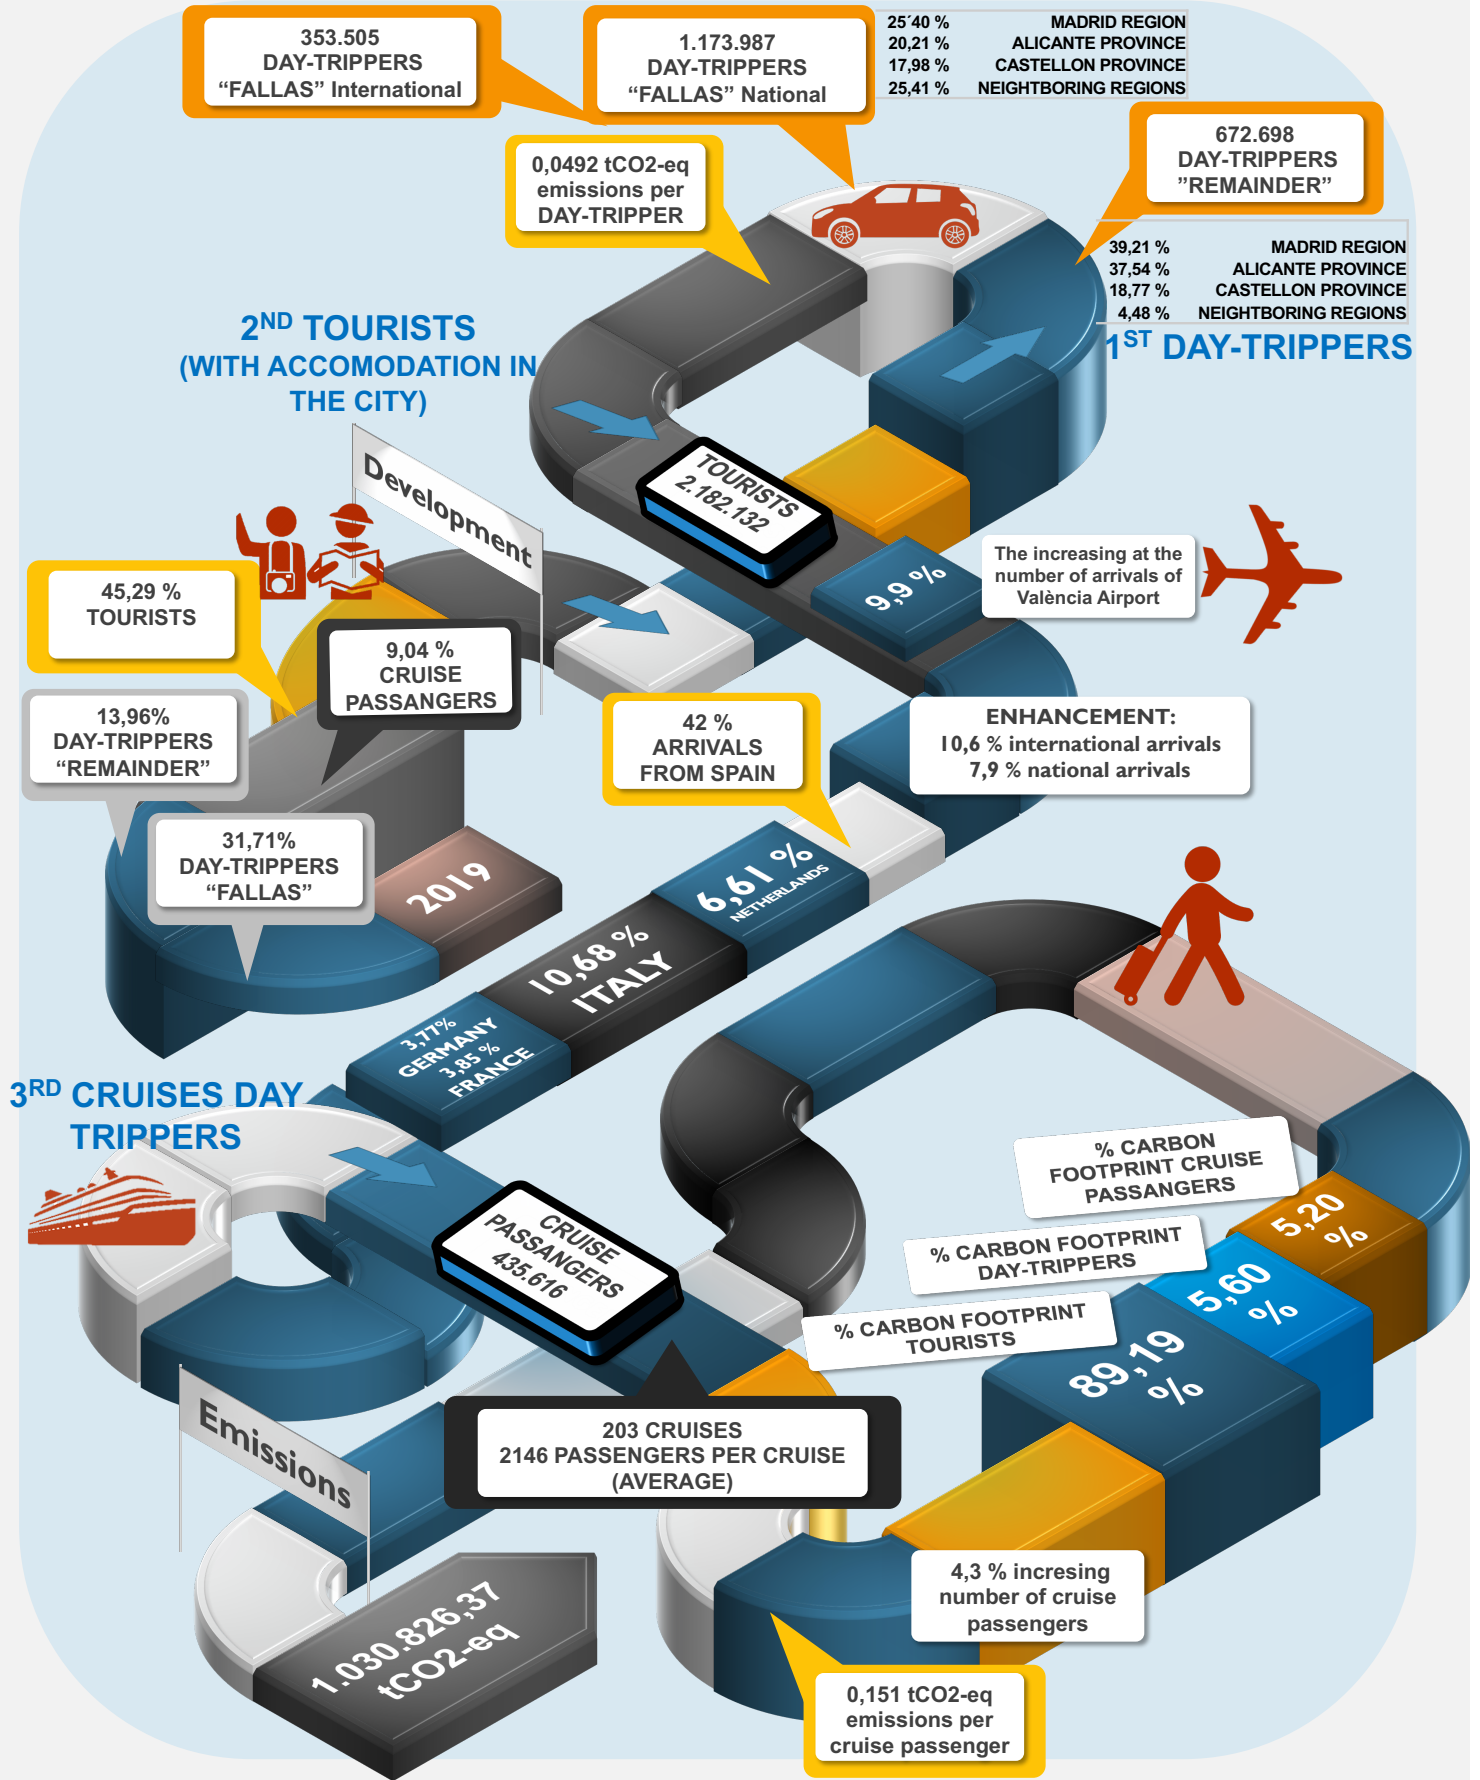 353.505
DAY-TRIPPERS
“FALLAS” International
1.173.987
DAY-TRIPPERS
“FALLAS” National
25´40 % MADRID REGION
20,21 % ALICANTE PROVINCE
17,98 % CASTELLON PROVINCE
25,41 % NEIGHTBORING REGIONS
0,0492 tCO2-eq
emissions per
DAY-TRIPPER
672.698
DAY-TRIPPERS
”REMAINDER”
39,21 % MADRID REGION
37,54 % ALICANTE PROVINCE
18,77 % CASTELLON PROVINCE
4,48 % NEIGHTBORING REGIONS
1ST DAY-TRIPPERS
2ND TOURISTS
(WITH ACCOMODATION IN
THE CITY)
Development
TOURISTS
2.182.132
9,9 %
The increasing at the
number of arrivals of
València Airport
45,29 %
TOURISTS
9,04 %
CRUISE
PASSANGERS
13,96%
DAY-TRIPPERS
“REMAINDER”
31,71%
DAY-TRIPPERS
“FALLAS”
2019
42 %
ARRIVALS
FROM SPAIN
ENHANCEMENT:
10,6 % international arrivals
7,9 % national arrivals
6,61 %
NETHERLANDS
10,68 %
ITALY
3,77%
GERMANY
3,85 %
FRANCE
3RD CRUISES DAY
TRIPPERS
CRUISE
PASSANGERS
435.616
203 CRUISES
2146 PASSENGERS PER CRUISE
(AVERAGE)
% CARBON
FOOTPRINT CRUISE
PASSANGERS
5,20
%
% CARBON FOOTPRINT
DAY-TRIPPERS
5,60
%
% CARBON FOOTPRINT
TOURISTS
89,19
%
4,3 % incresing
number of cruise
passengers
0,151 tCO2-eq
emissions per
cruise passenger
Emissions
1.030.826,37
tCO2-eq